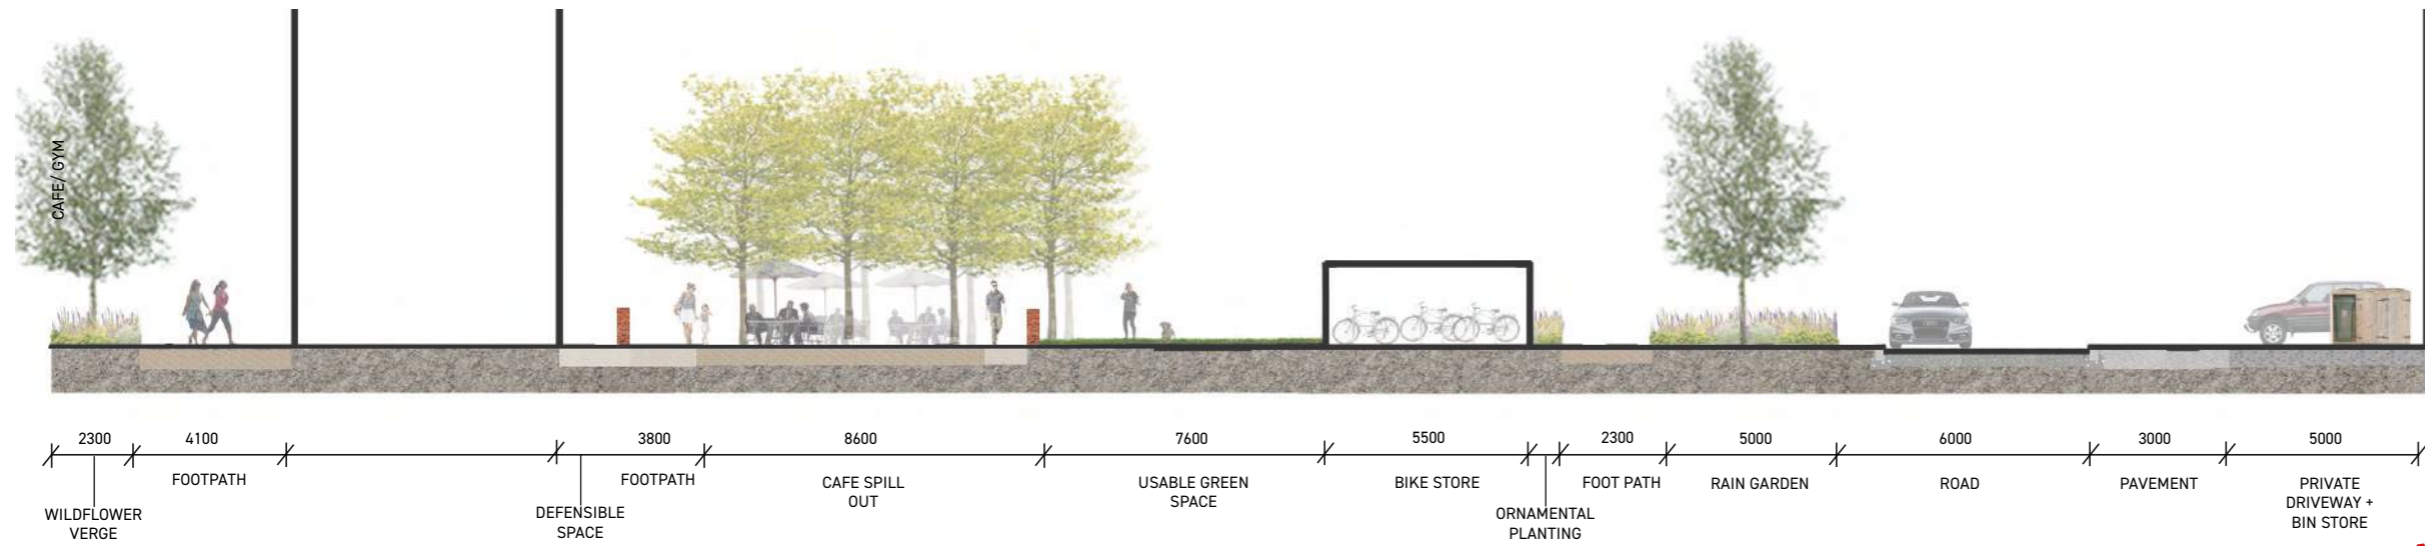 CAFE/ GYM
2300
4100
3800
8600
7600
5500
2300
5000
6000
3000
5000
FOOTPATH
FOOTPATH
CAFE SPILL
OUT
USABLE GREEN
SPACE
BIKE STORE
FOOT PATH
RAIN GARDEN
ROAD
PAVEMENT
PRIVATE
DRIVEWAY +
BIN STORE
WILDFLOWER
VERGE
DEFENSIBLE
SPACE
ORNAMENTAL
PLANTING